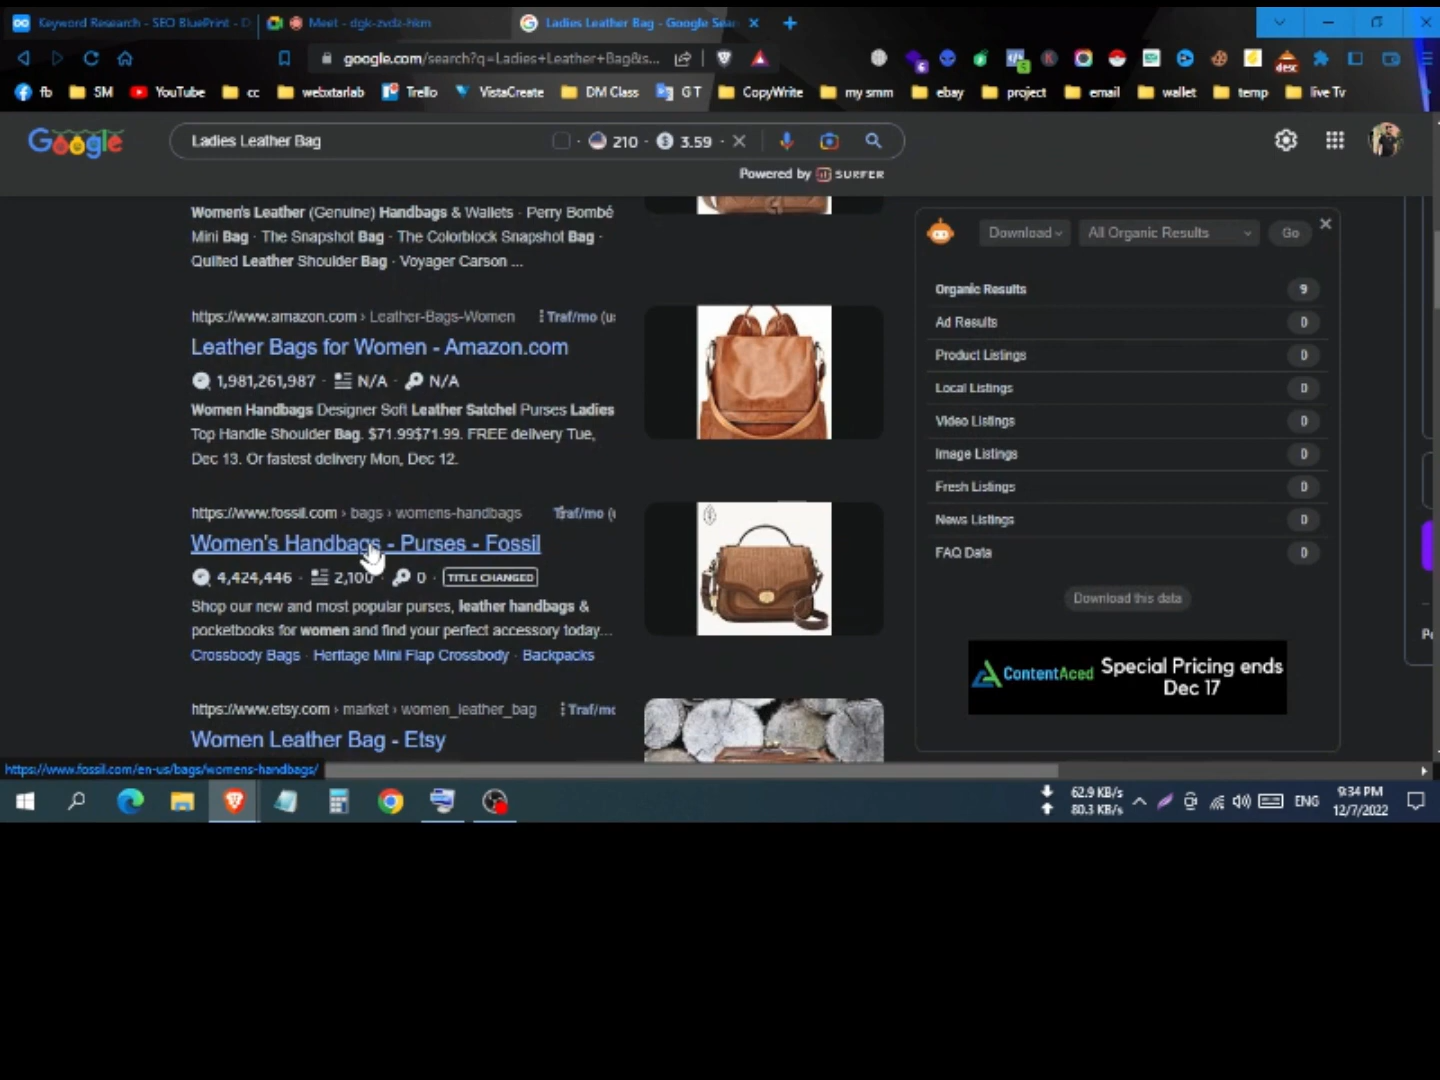 Keyword Research - SEO BluePrint - D
Meet - dgk-zvdz-hkm
Ladies Leather Bag - Google Sea
google.com/search?q=Ladies+Leather+Bag&s...
6
5
desc
fb
SM
YouTube
cc
webxtarlab
Trello
VistaCreate
DM Class
G T
CopyWrite
my smm
ebay
project
email
wallet
temp
live Tv
Google
Ladies Leather Bag
210 · 3.59 ·
Powered by SURFER
Women's Leather (Genuine) Handbags & Wallets · Perry Bombé
Mini Bag · The Snapshot Bag · The Colorblock Snapshot Bag ·
Quilted Leather Shoulder Bag · Voyager Carson ...
https://www.amazon.com › Leather-Bags-Women
Traf/mo (us
Leather Bags for Women - Amazon.com
1,981,261,987 · N/A · N/A
Women Handbags Designer Soft Leather Satchel Purses Ladies
Top Handle Shoulder Bag. $71.99$71.99. FREE delivery Tue,
Dec 13. Or fastest delivery Mon, Dec 12.
https://www.fossil.com › bags › womens-handbags
Traf/mo (
Women's Handbags - Purses - Fossil
4,424,446 · 2,100 · 0 · TITLE CHANGED
Shop our new and most popular purses, leather handbags &
pocketbooks for women and find your perfect accessory today...
Crossbody Bags · Heritage Mini Flap Crossbody · Backpacks
https://www.etsy.com › market › women_leather_bag
Traf/mo
Women Leather Bag - Etsy
Download
All Organic Results
Go
Organic Results 9
Ad Results 0
Product Listings 0
Local Listings 0
Video Listings 0
Image Listings 0
Fresh Listings 0
News Listings 0
FAQ Data 0
Download this data
ContentAced Special Pricing ends
Dec 17
https://www.fossil.com/en-us/bags/womens-handbags/
62.9 KB/s
80.3 KB/s
ENG
9:34 PM
12/7/2022